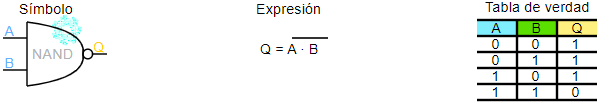 Símbolo
Expresión
Tabla de verdad
A
NAND
Q
B
Q = A · B
A B Q
0 0 1
0 1 1
1 0 1
1 1 0